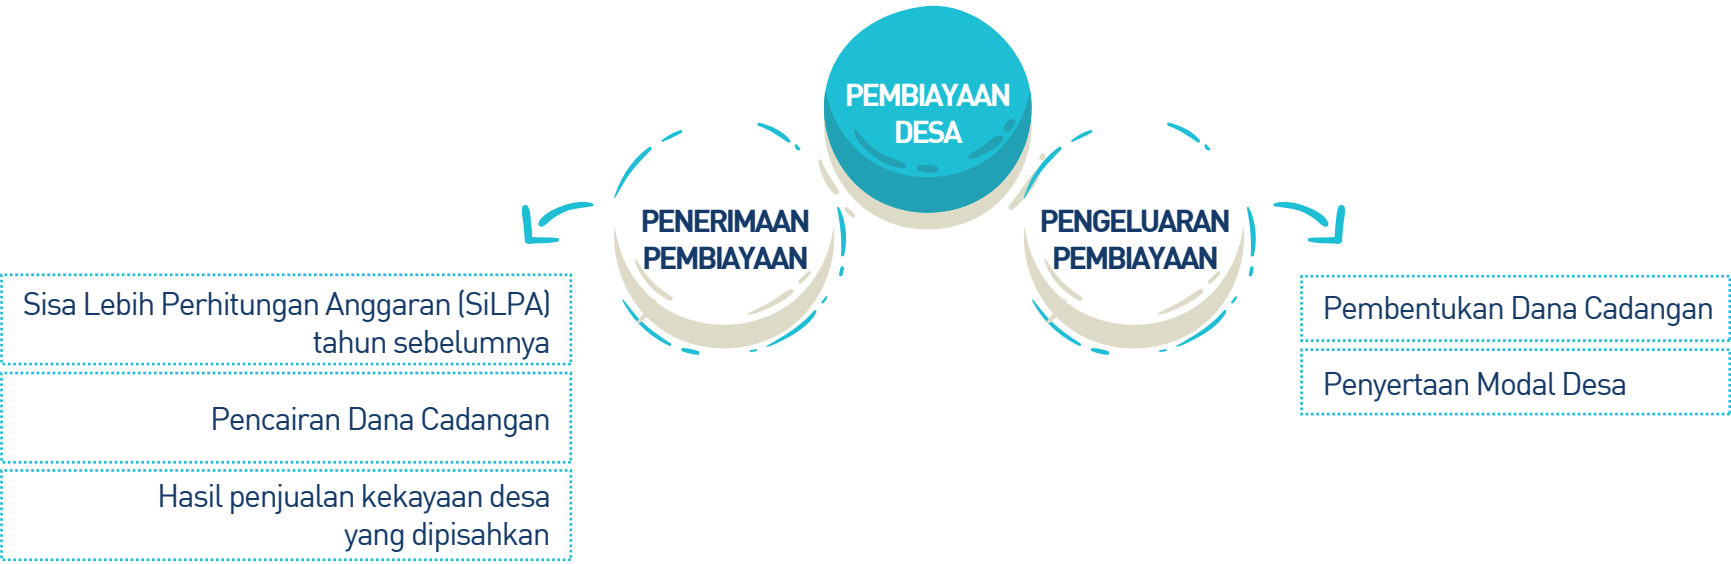 PEMBIAYAAN
DESA
PENERIMAAN
PEMBIAYAAN
Sisa Lebih Perhitungan Anggaran (SiLPA)
tahun sebelumnya
Pencairan Dana Cadangan
Hasil penjualan kekayaan desa
yang dipisahkan
PENGELUARAN
PEMBIAYAAN
Pembentukan Dana Cadangan
Penyertaan Modal Desa